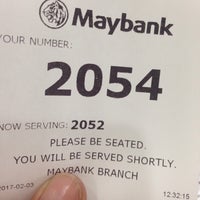 Maybank
YOUR NUMBER:
2054
NOW SERVING: 2052
PLEASE BE SEATED.
YOU WILL BE SERVED SHORTLY.
MAYBANK BRANCH
2017-02-03 12:32:15